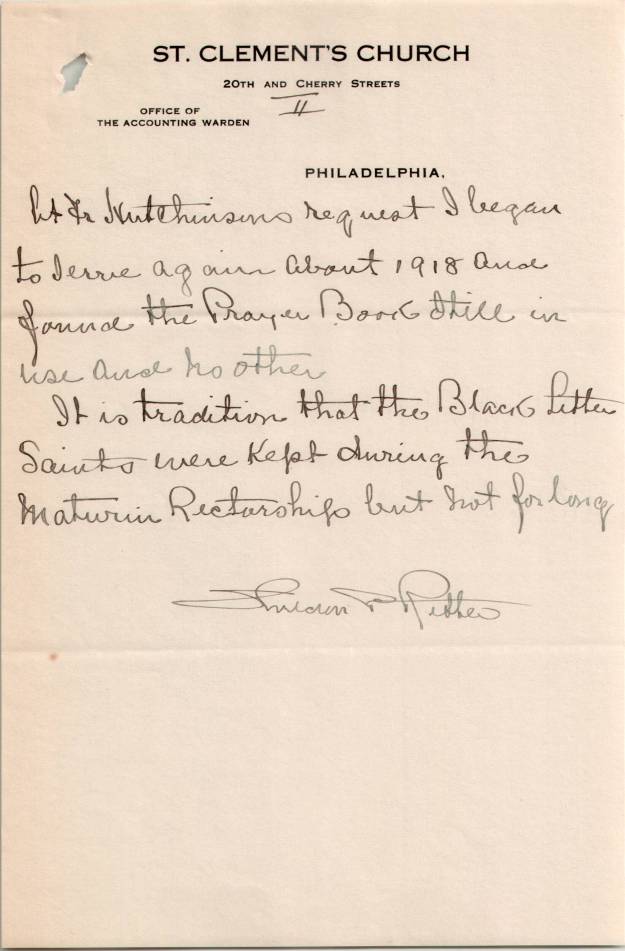 ST. CLEMENT'S CHURCH
20TH AND CHERRY STREETS
II
OFFICE OF
THE ACCOUNTING WARDEN
PHILADELPHIA,
At Fr Hutchinsons request I began
to serve again about 1918 and
found the Prayer Book still in
use and no other
It is tradition that the Black Letter
Saints were kept during the
Maturin Rectorship but not for long
Ritter